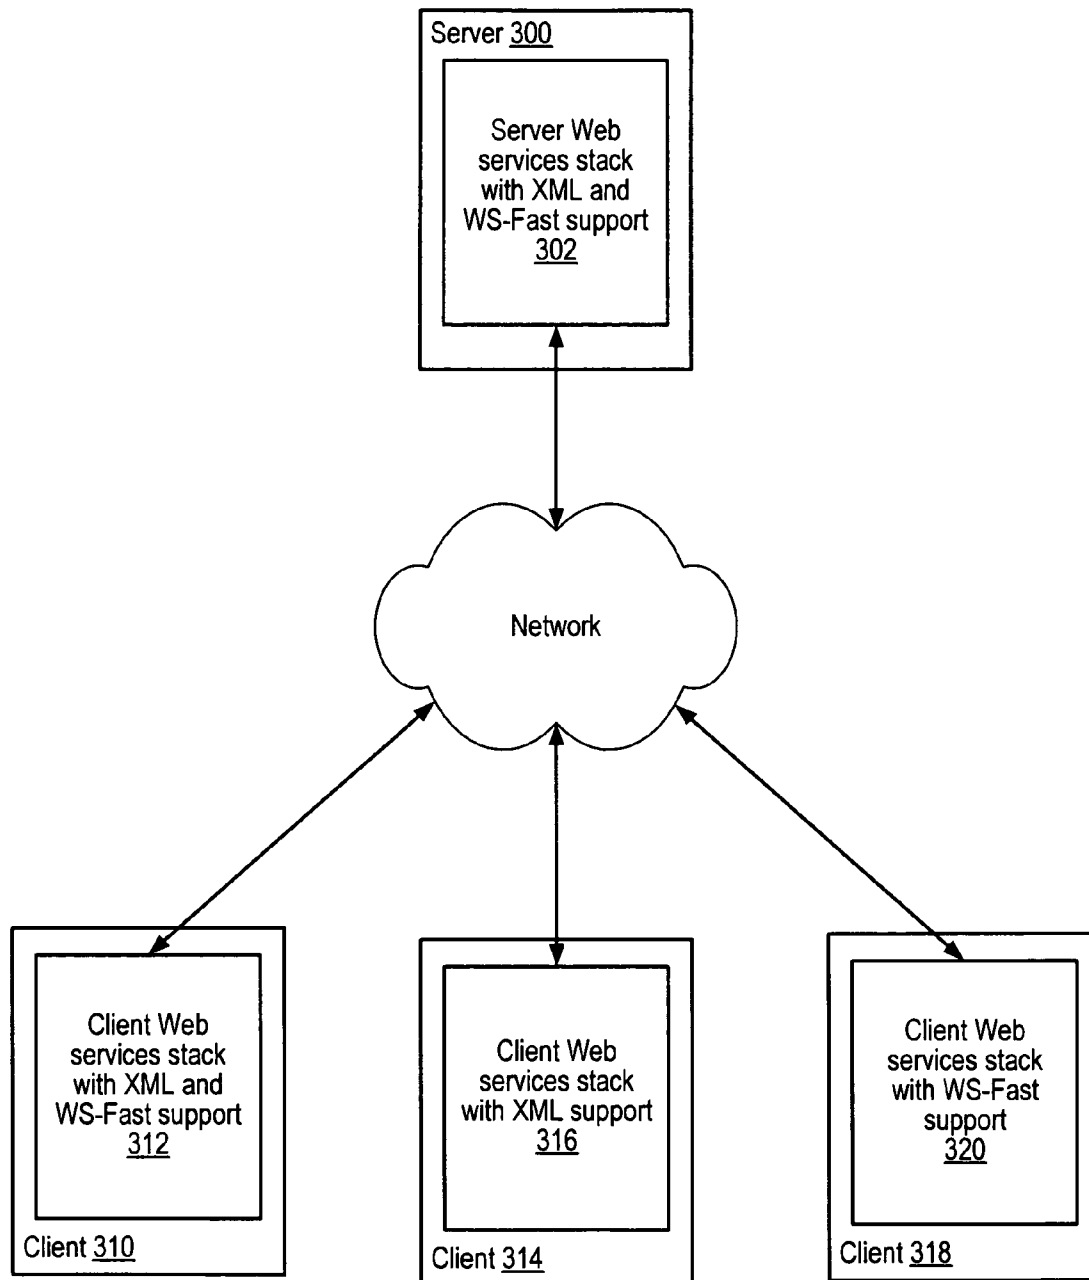 Server 300
Server Web
services stack
with XML and
WS-Fast support
302
Network
Client Web
services stack
with XML and
WS-Fast support
312
Client 310
Client Web
services stack
with XML support
316
Client 314
Client Web
services stack
with WS-Fast
support
320
Client 318